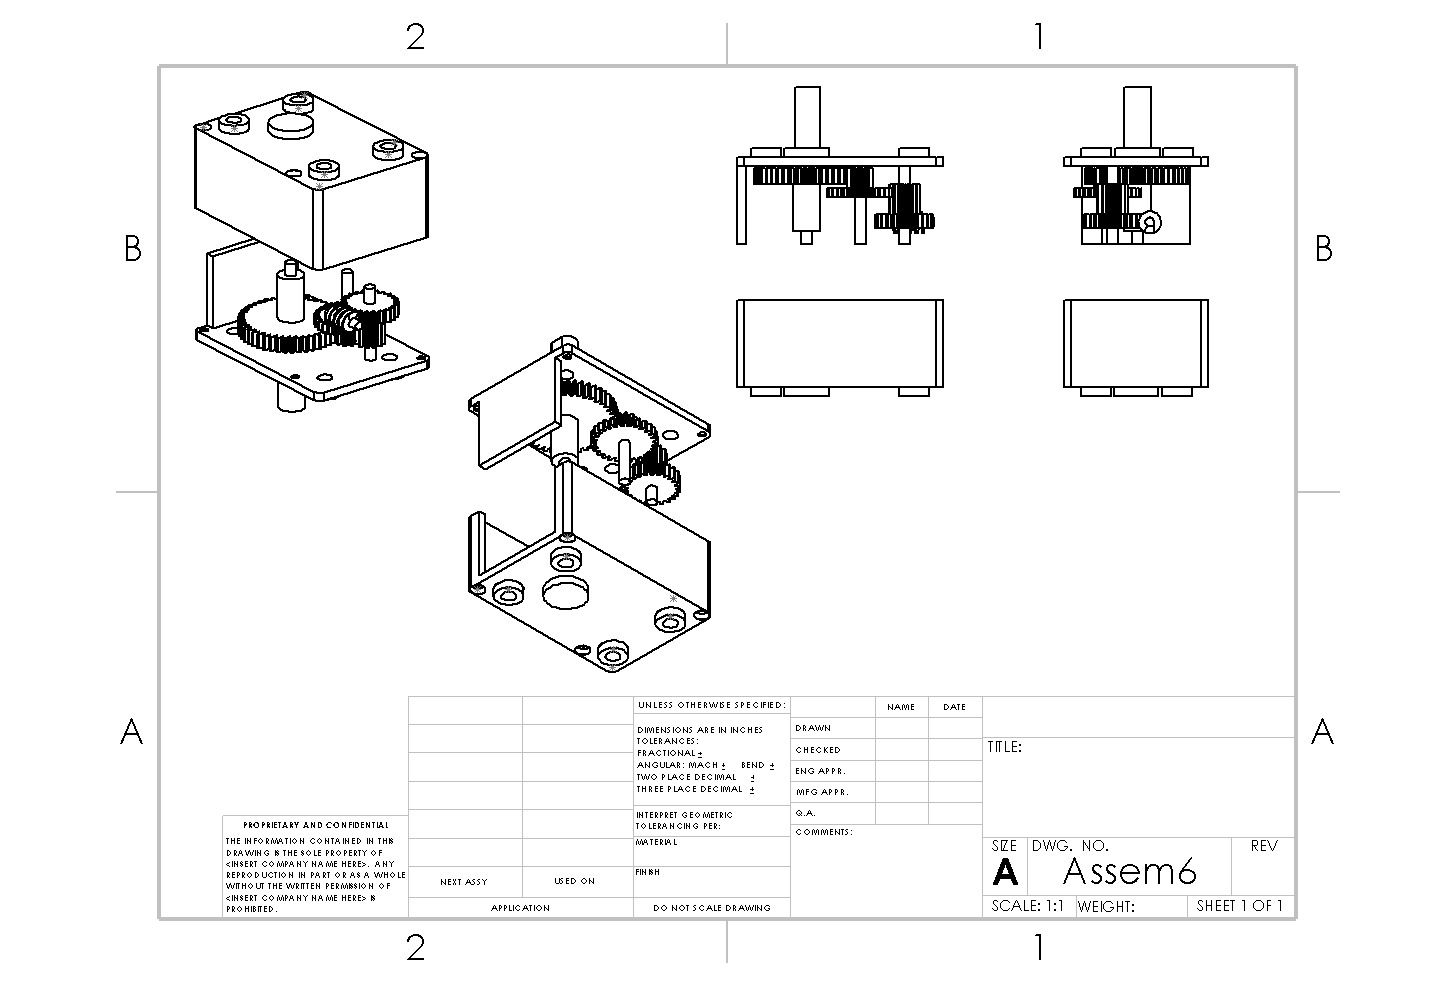 2 1
B B
A A
UNLESS OTHERWISE SPECIFIED:
DIMENSIONS ARE IN INCHES
TOLERANCES:
FRACTIONAL ±
ANGULAR: MACH ± BEND ±
TWO PLACE DECIMAL ±
THREE PLACE DECIMAL ±
INTERPRET GEOMETRIC
TOLERANCING PER:
MATERIAL
FINISH
DO NOT SCALE DRAWING
NAME DATE
DRAWN
CHECKED
ENG APPR.
MFG APPR.
Q.A.
COMMENTS:
TITLE:
SIZE DWG. NO. REV
A Assem6
SCALE: 1:1 WEIGHT: SHEET 1 OF 1
PROPRIETARY AND CONFIDENTIAL
THE INFORMATION CONTAINED IN THIS
DRAWING IS THE SOLE PROPERTY OF
<INSERT COMPANY NAME HERE>. ANY
REPRODUCTION IN PART OR AS A WHOLE
WITHOUT THE WRITTEN PERMISSION OF
<INSERT COMPANY NAME HERE> IS
PROHIBITED.
NEXT ASSY USED ON
APPLICATION
2 1